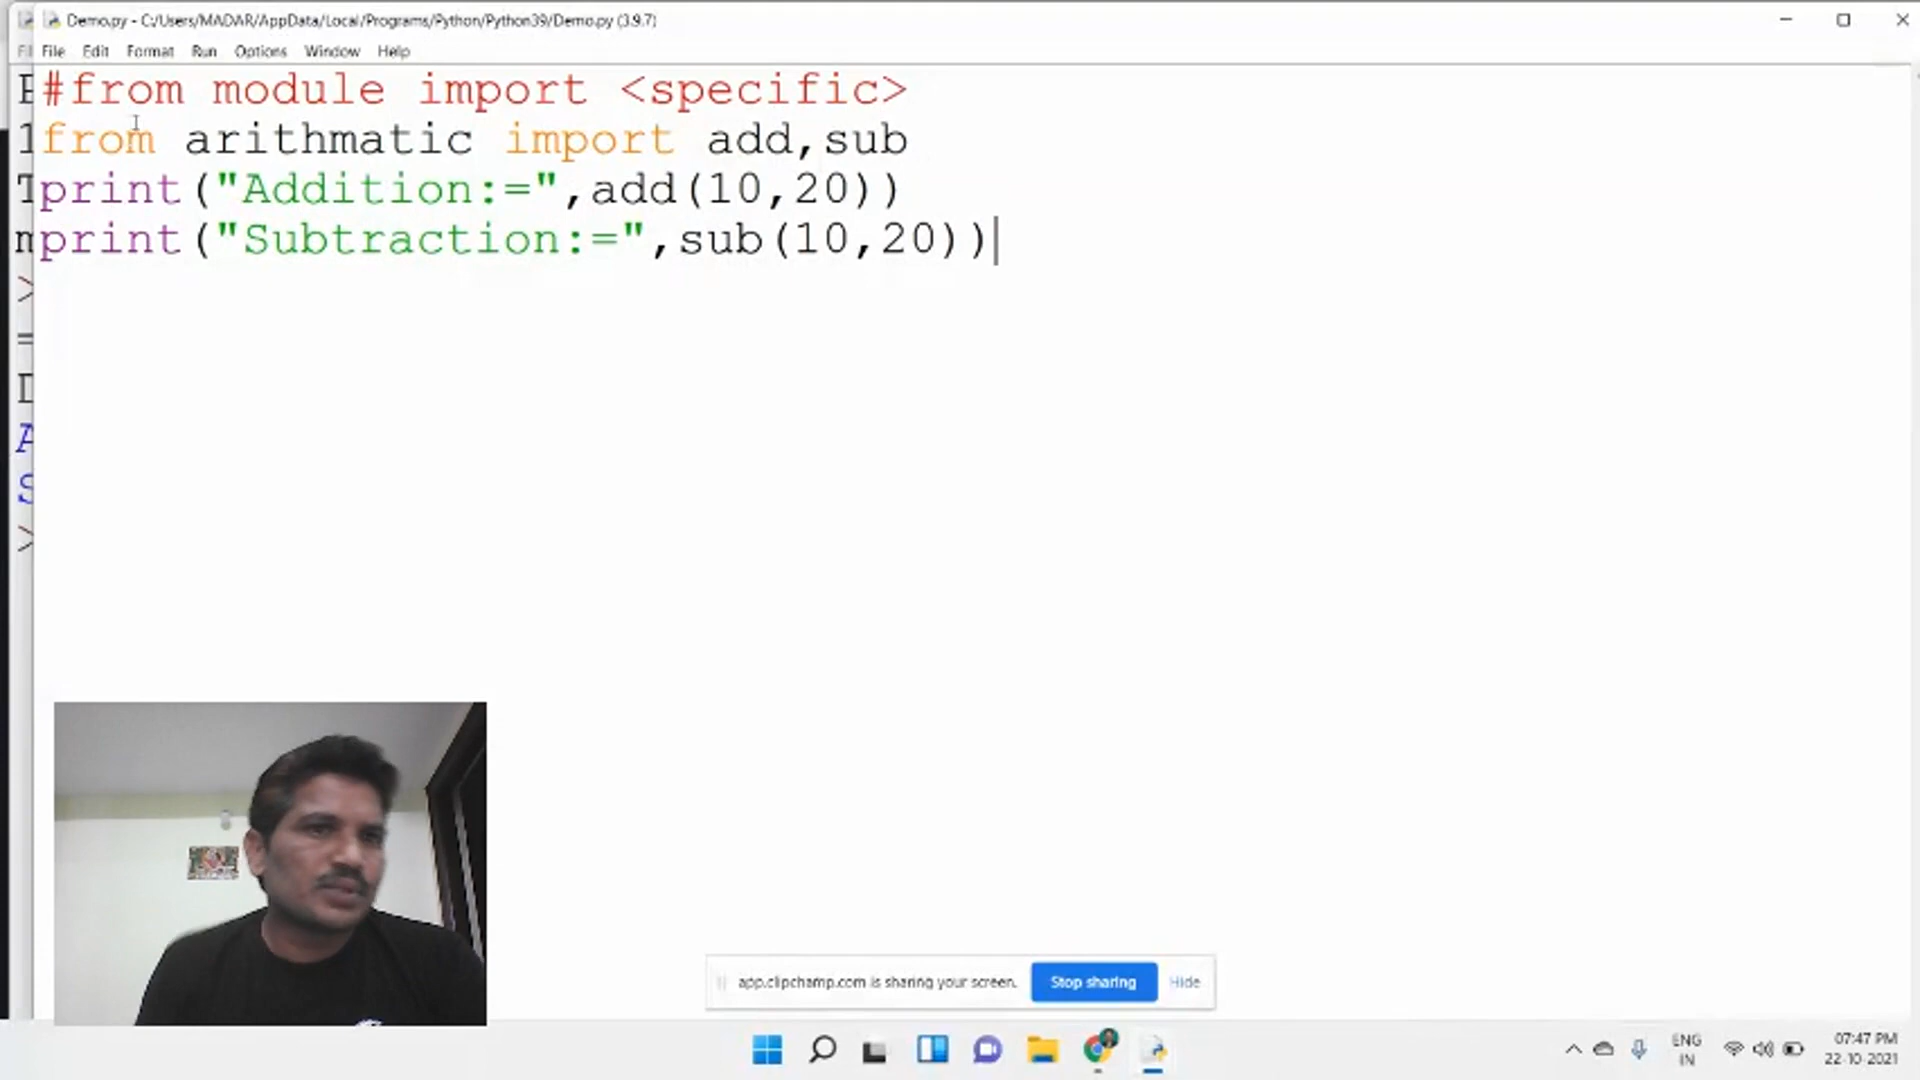 Demo.py - C:/Users/MADAR/AppData/Local/Programs/Python/Python39/Demo.py (3.9.7)
File Edit Format Run Options Window Help
#from module import <specific>
from arithmatic import add,sub
print("Addition:=",add(10,20))
print("Subtraction:=",sub(10,20))
app.clipchamp.com is sharing your screen. Stop sharing Hide
ENG
IN
07:47 PM
22-10-2021